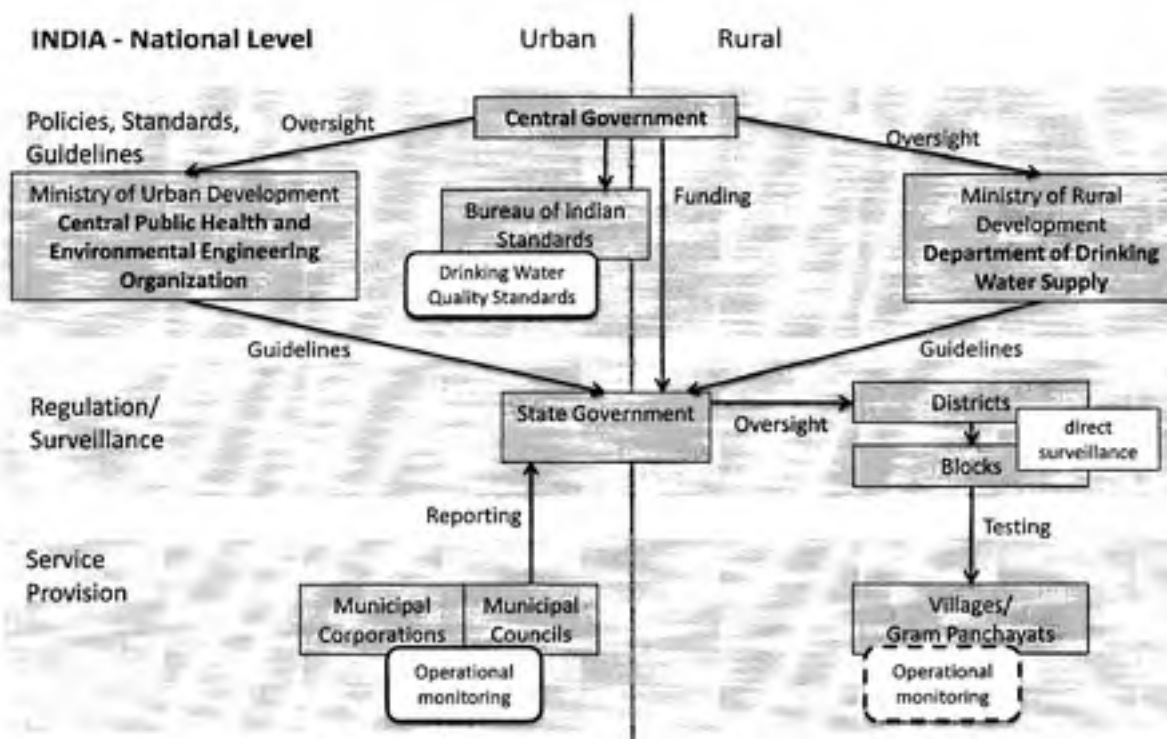 INDIA - National Level
Urban
Rural
Policies, Standards,
Guidelines
Oversight
Central Government
Oversight
Ministry of Urban Development
Central Public Health and
Environmental Engineering
Organization
Bureau of Indian
Standards
Drinking Water
Quality Standards
Funding
Ministry of Rural
Development
Department of Drinking
Water Supply
Guidelines
Guidelines
Regulation/
Surveillance
State Government
Oversight
Districts
direct
surveillance
Blocks
Reporting
Testing
Service
Provision
Municipal
Corporations
Municipal
Councils
Operational
monitoring
Villages/
Gram Panchayats
Operational
monitoring